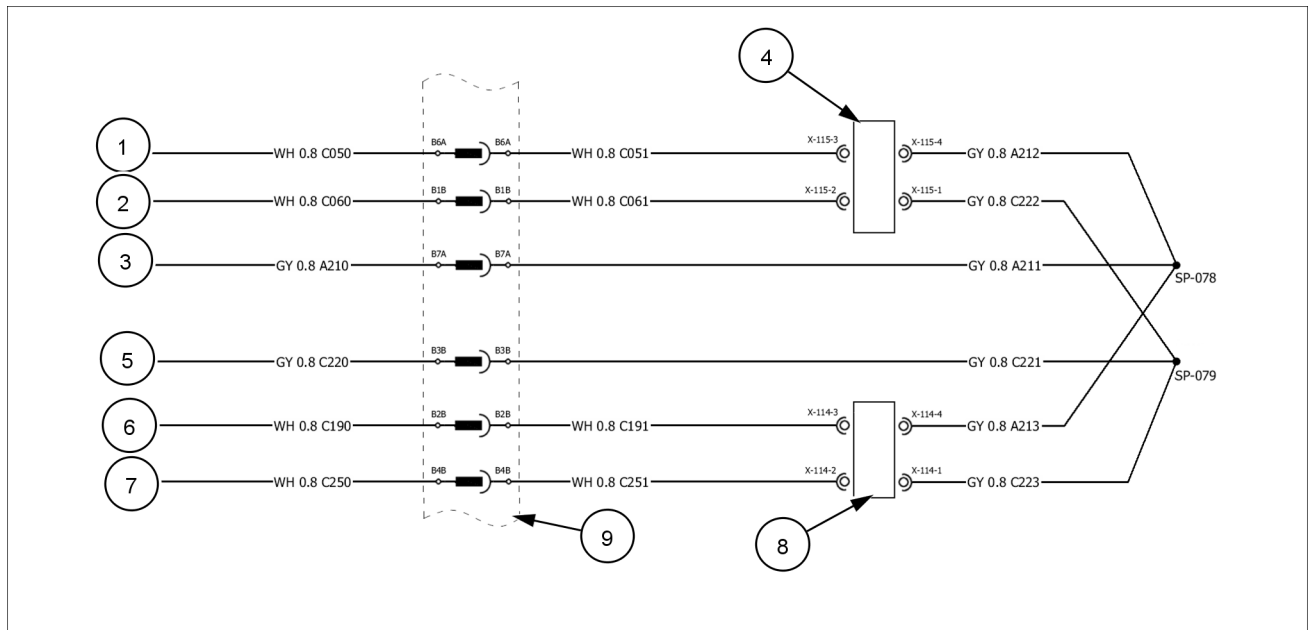 4
1
WH 0.8 C050
B6A
B6A
WH 0.8 C051
X-115-3
X-115-4
GY 0.8 A212
2
WH 0.8 C060
B1B
B1B
WH 0.8 C061
X-115-2
X-115-1
GY 0.8 C222
3
GY 0.8 A210
B7A
B7A
GY 0.8 A211
SP-078
5
GY 0.8 C220
B3B
B3B
GY 0.8 C221
SP-079
6
WH 0.8 C190
B2B
B2B
WH 0.8 C191
X-114-3
X-114-4
GY 0.8 A213
7
WH 0.8 C250
B4B
B4B
WH 0.8 C251
X-114-2
X-114-1
GY 0.8 C223
9
8